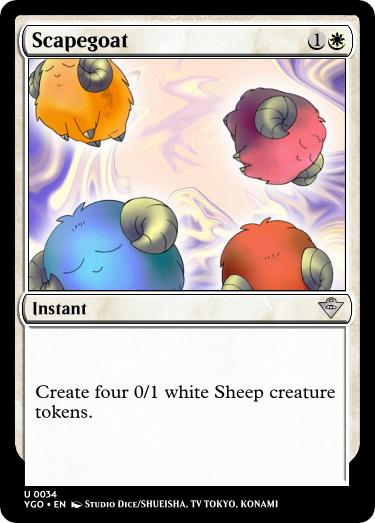 Scapegoat 1
Instant
Create four 0/1 white Sheep creature
tokens.
U 0034
YGO • EN Studio Dice/SHUEISHA, TV TOKYO, KONAMI